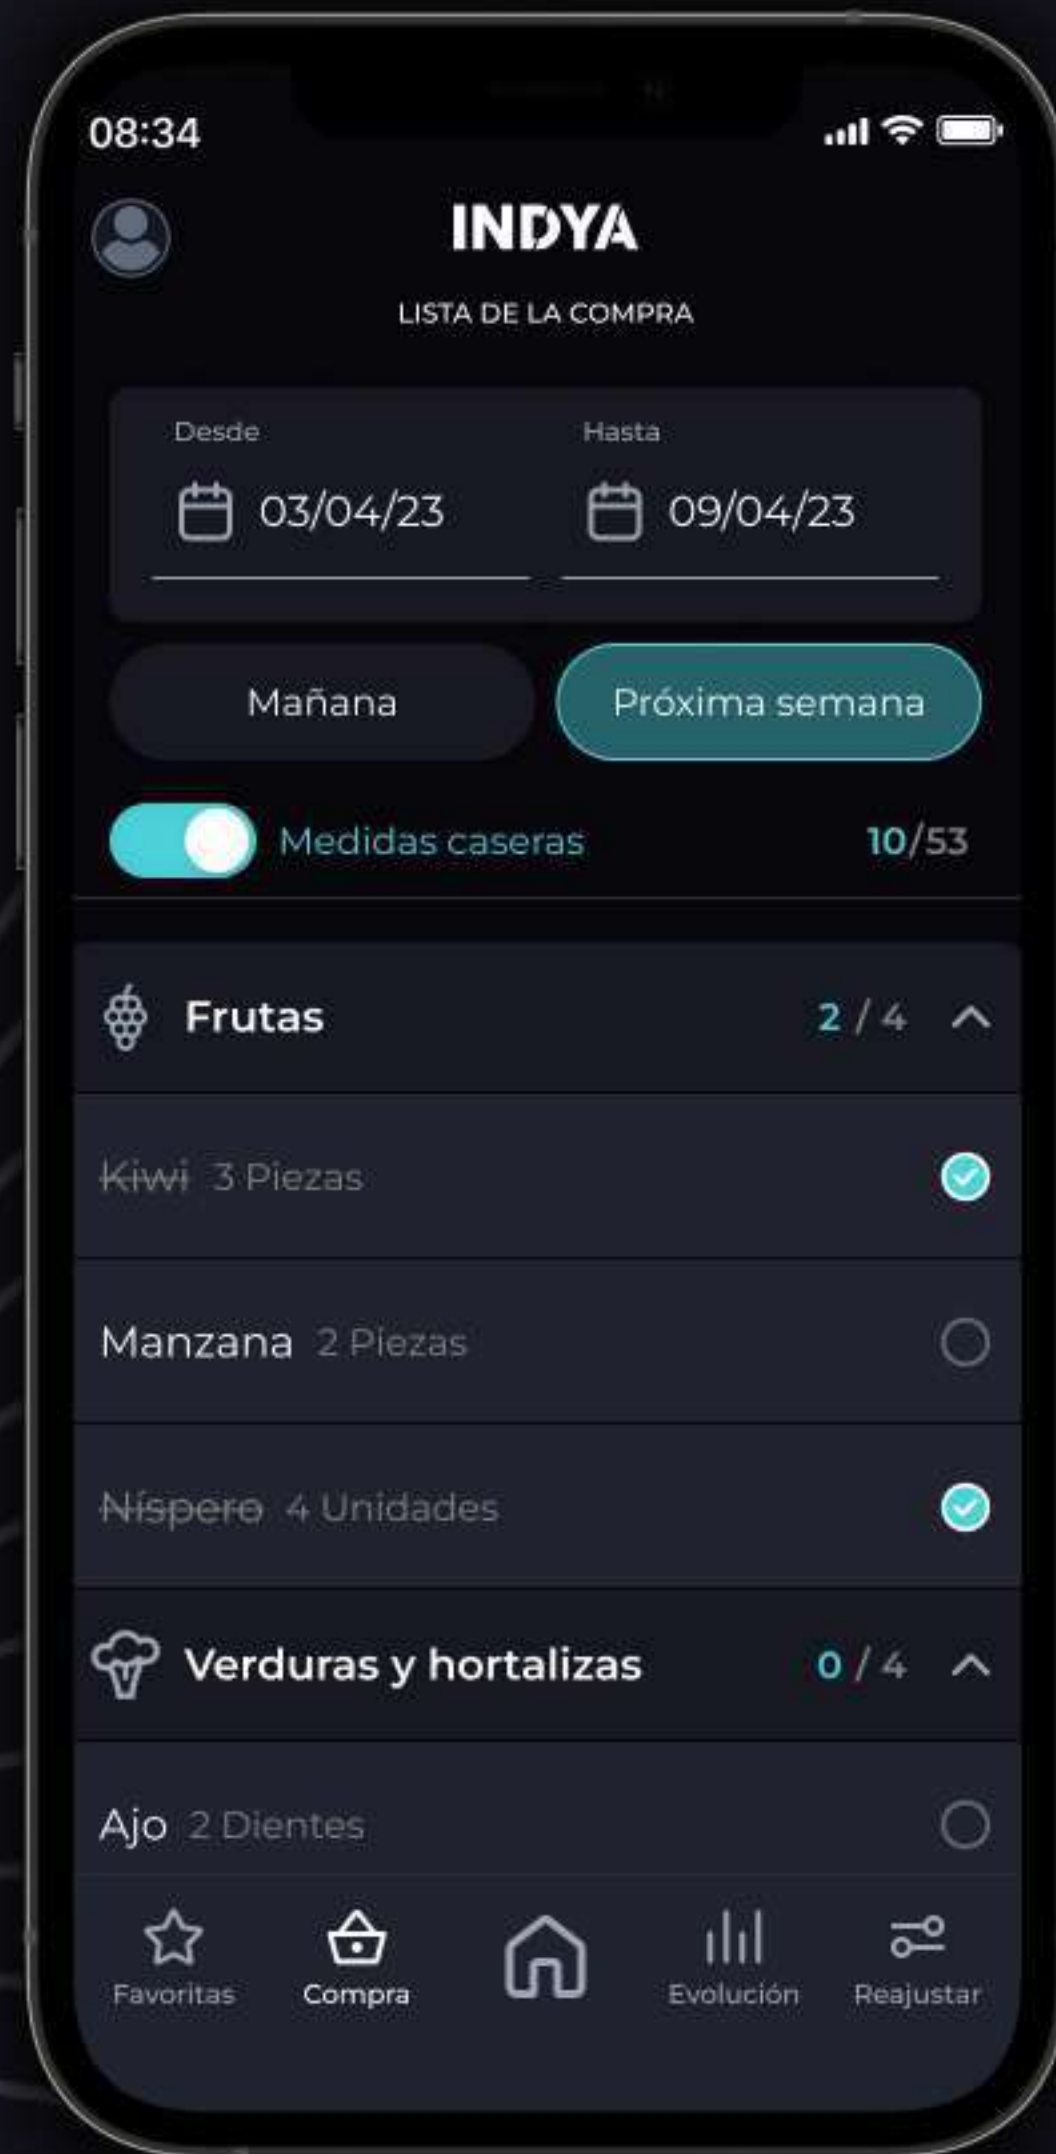 08:34
INDYA
LISTA DE LA COMPRA
Desde Hasta
03/04/23 09/04/23
Mañana Próxima semana
Medidas caseras 10/53
Frutas 2 / 4
Kiwi 3 Piezas
Manzana 2 Piezas
Níspero 4 Unidades
Verduras y hortalizas 0 / 4
Ajo 2 Dientes
Favoritas Compra Evolución Reajustar